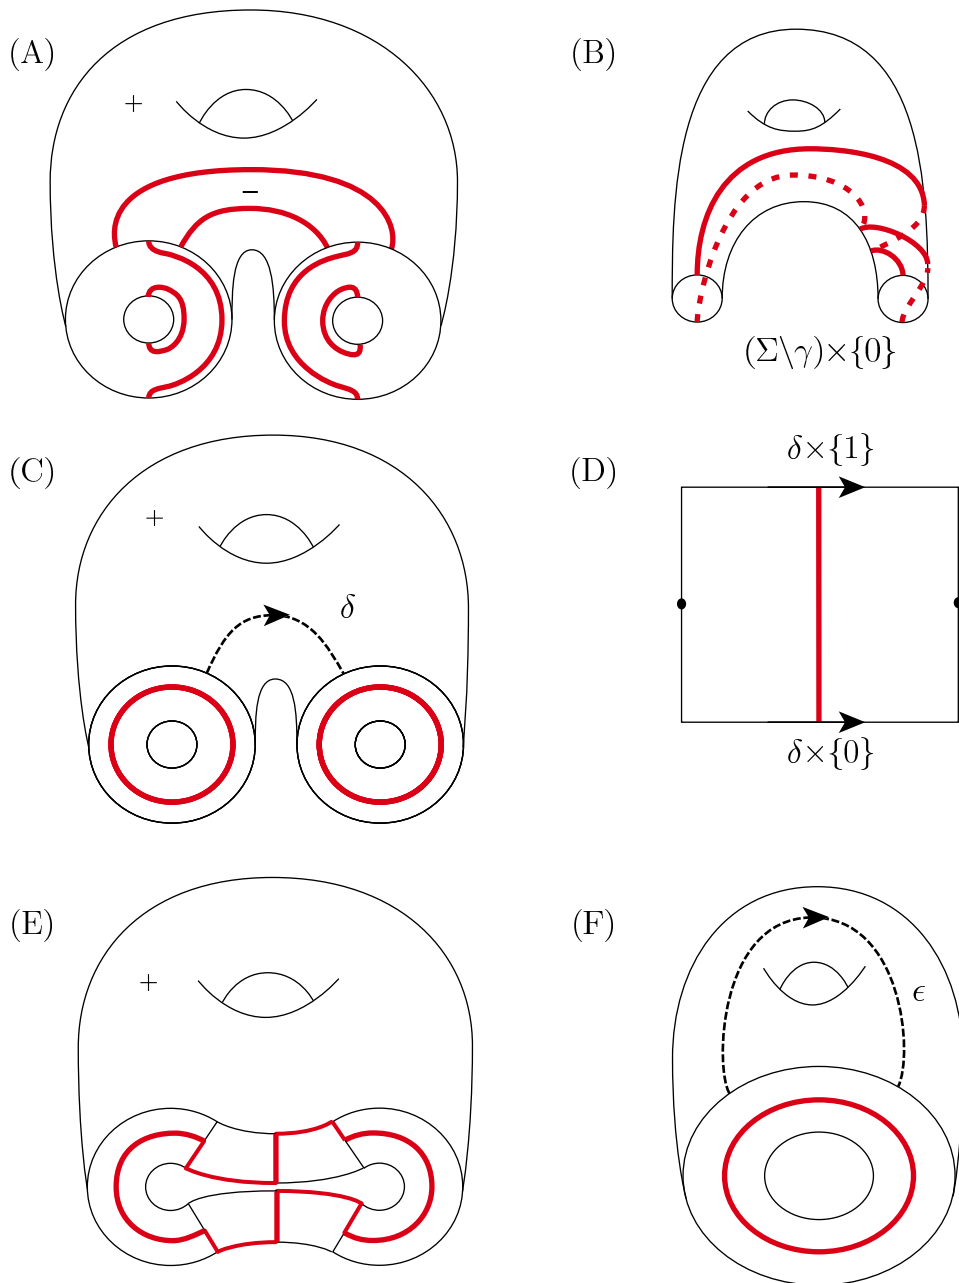 (A)
+
−
(B)
(Σ\γ)×{0}
(C)
+
δ
(D)
δ×{1}
δ×{0}
(E)
+
(F)
ϵ